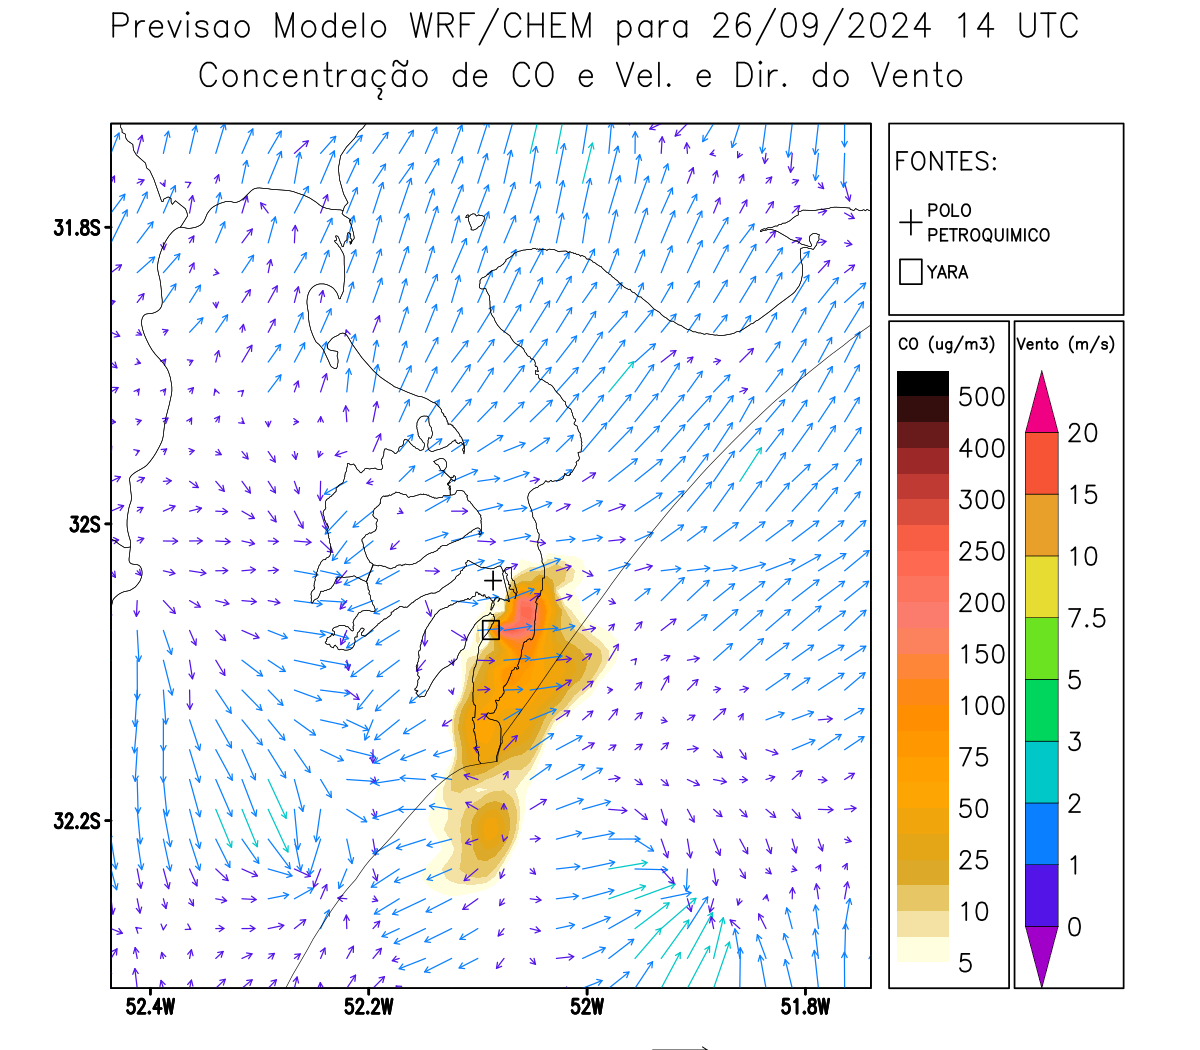 Previsao Modelo WRF/CHEM para 26/09/2024 14 UTC
Concentração de CO e Vel. e Dir. do Vento
FONTES:
POLO
PETROQUIMICO
YARA
CO (ug/m3)
500
400
300
250
200
150
100
75
50
25
10
5
Vento (m/s)
20
15
10
7.5
5
3
2
1
0
31.8S
32S
32.2S
52.4W
52.2W
52W
51.8W